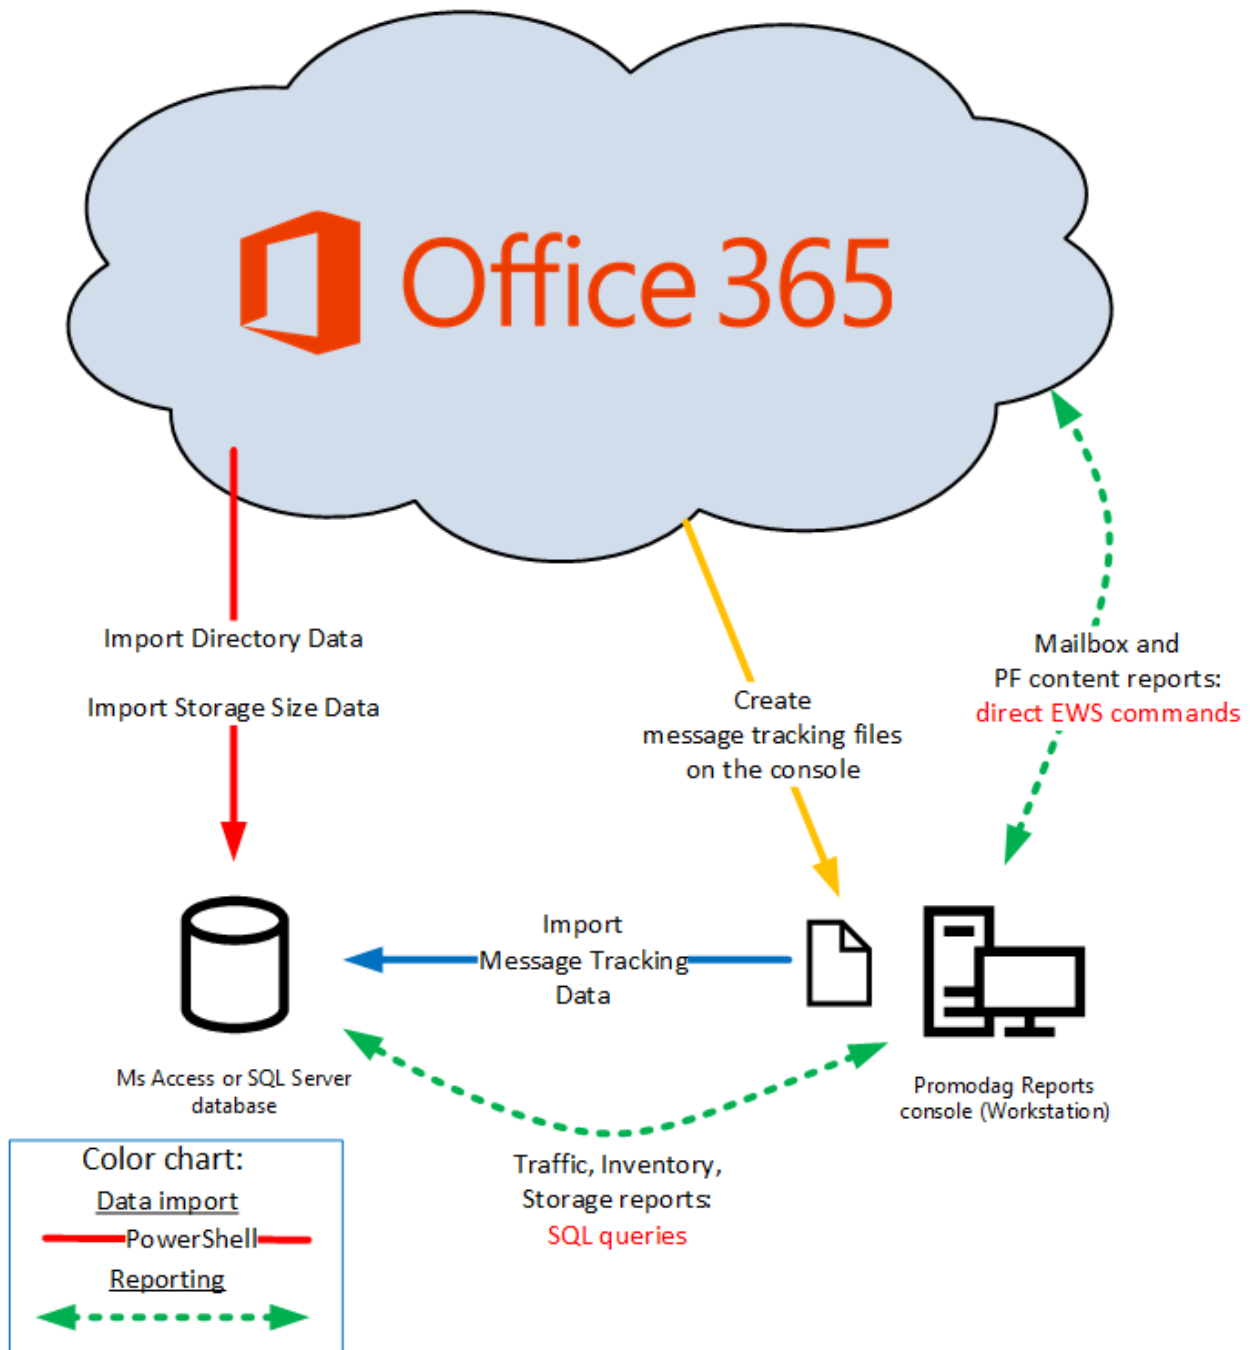 Office 365
Import Directory Data
Import Storage Size Data
Create
message tracking files
on the console
Mailbox and
PF content reports:
direct EWS commands
Import
Message Tracking
Data
Ms Access or SQL Server
database
Promodag Reports
console (Workstation)
Traffic, Inventory,
Storage reports:
SQL queries
Color chart:
Data import
PowerShell
Reporting